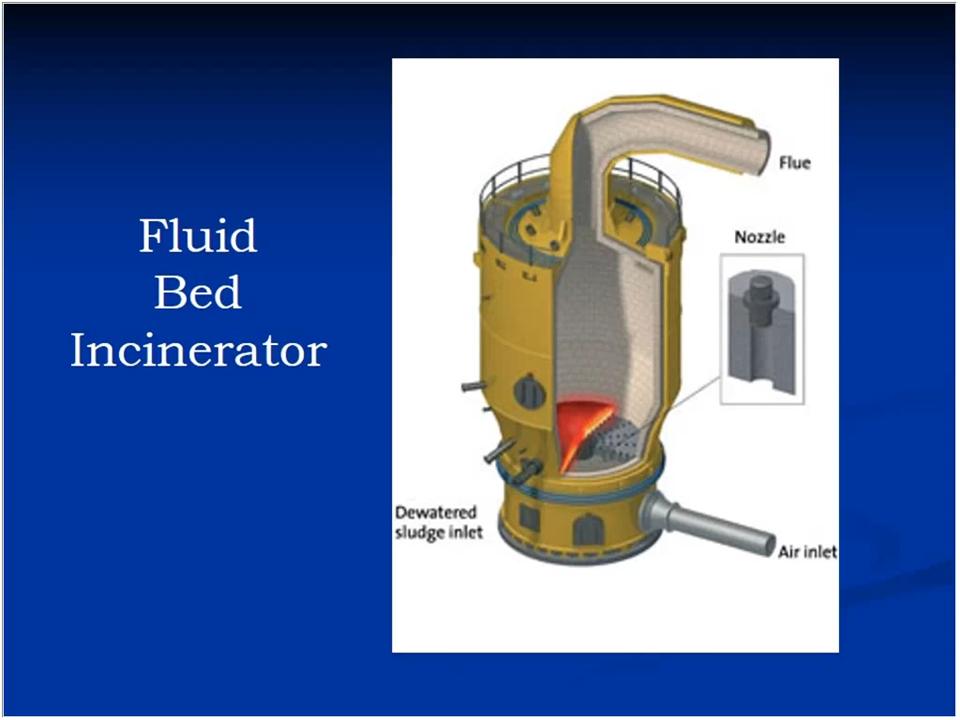 Fluid
Bed
Incinerator
Flue
Nozzle
Dewatered
sludge inlet
Air inlet